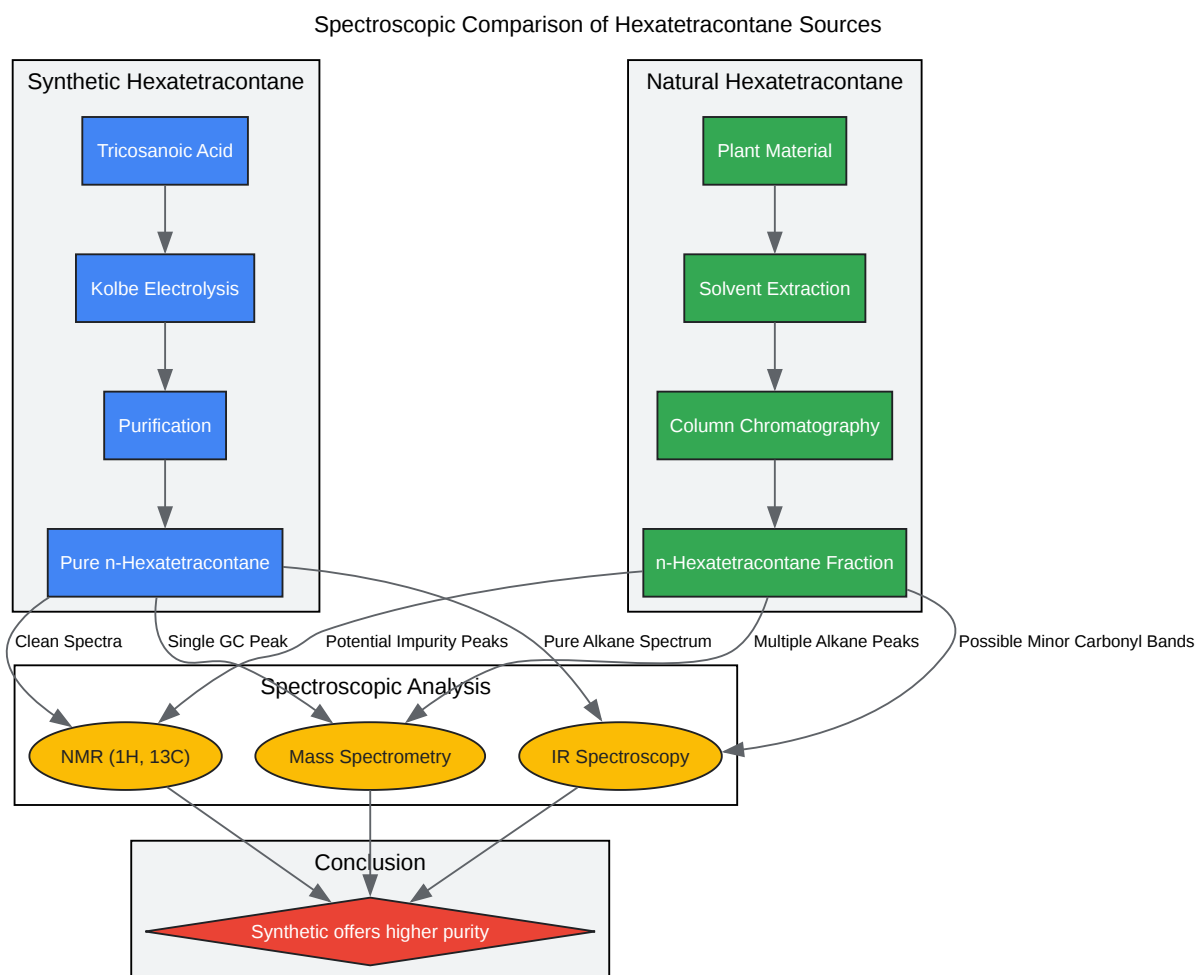 Spectroscopic Comparison of Hexatetracontane Sources
Synthetic Hexatetracontane
Tricosanoic Acid
Kolbe Electrolysis
Purification
Pure n-Hexatetracontane
Natural Hexatetracontane
Plant Material
Solvent Extraction
Column Chromatography
n-Hexatetracontane Fraction
Clean Spectra
Single GC Peak
Potential Impurity Peaks
Pure Alkane Spectrum
Multiple Alkane Peaks
Possible Minor Carbonyl Bands
Spectroscopic Analysis
NMR (1H, 13C)
Mass Spectrometry
IR Spectroscopy
Conclusion
Synthetic offers higher purity